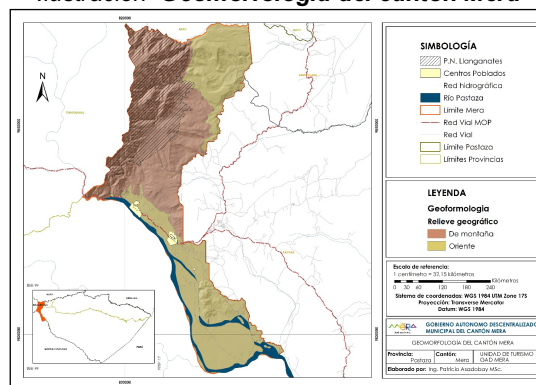 Ilustración Geomorfología del cantón Mera
SIMBOLOGÍA
P.N. Llanganates
Centros Poblados
Red hidrográfica
Río Pastaza
Límite Mera
Red Vial MOP
Red Vial
Límite Pastaza
Límites Provincias
LEYENDA
Geoformologia
Relieve geográfico
De montaña
Oriente
Escala de referencia:
1 centímetro = 37,15 kilómetros
Kilómetros
0 30 60 120 180 240
Sistema de coordenadas: WGS 1984 UTM Zone 17S
Proyección: Transverse Mercator
Datum: WGS 1984
GOBIERNO AUTONOMO DESCENTRALIZADO
MUNICIPAL DEL CANTÓN MERA
GEOMORFOLOGÍA DEL CANTÓN MERA
Provincia: Pastaza
Cantón: Mera
UNIDAD DE TURISMO
GAD MERA
Elaborado por: Ing. Patricio Assdobay MSc.
N